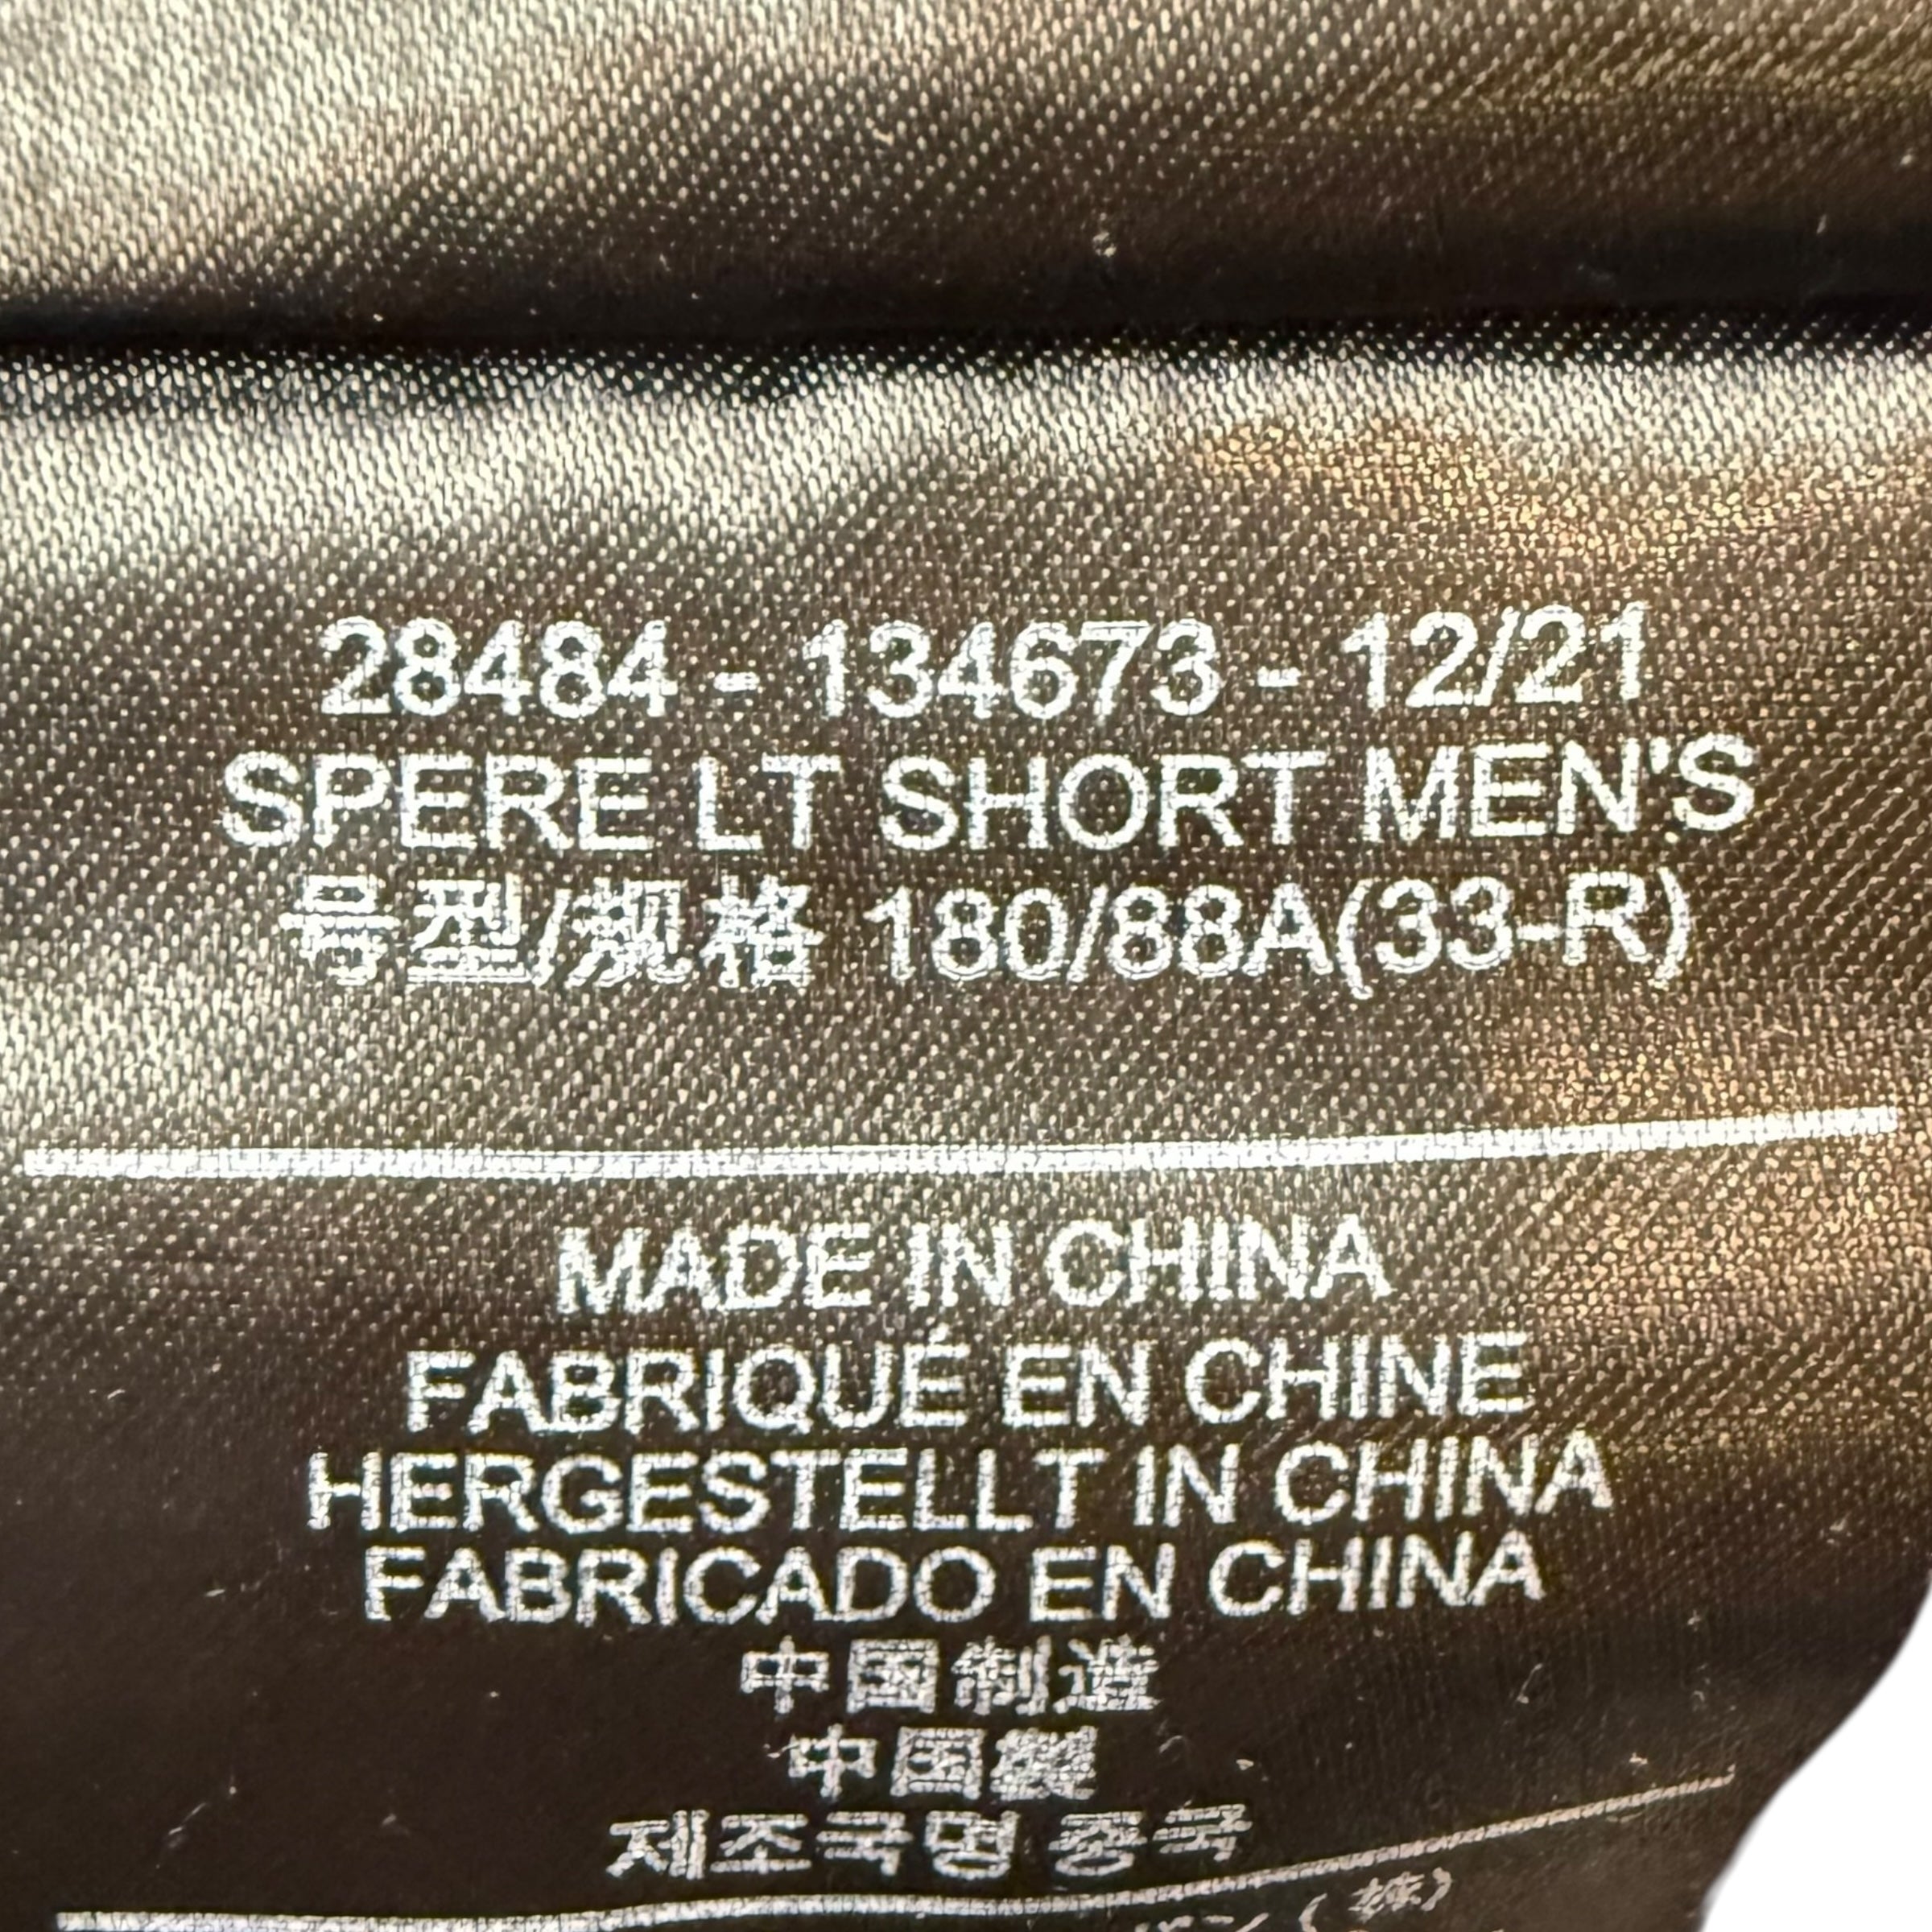 28484 - 134673 - 12/21
SPERE LT SHORT MEN'S
号型/规格 180/88A(33-R)
MADE IN CHINA
FABRIQUÉ EN CHINE
HERGESTELLT IN CHINA
FABRICADO EN CHINA
中国制造
中国製
제조국명 중국
(株)